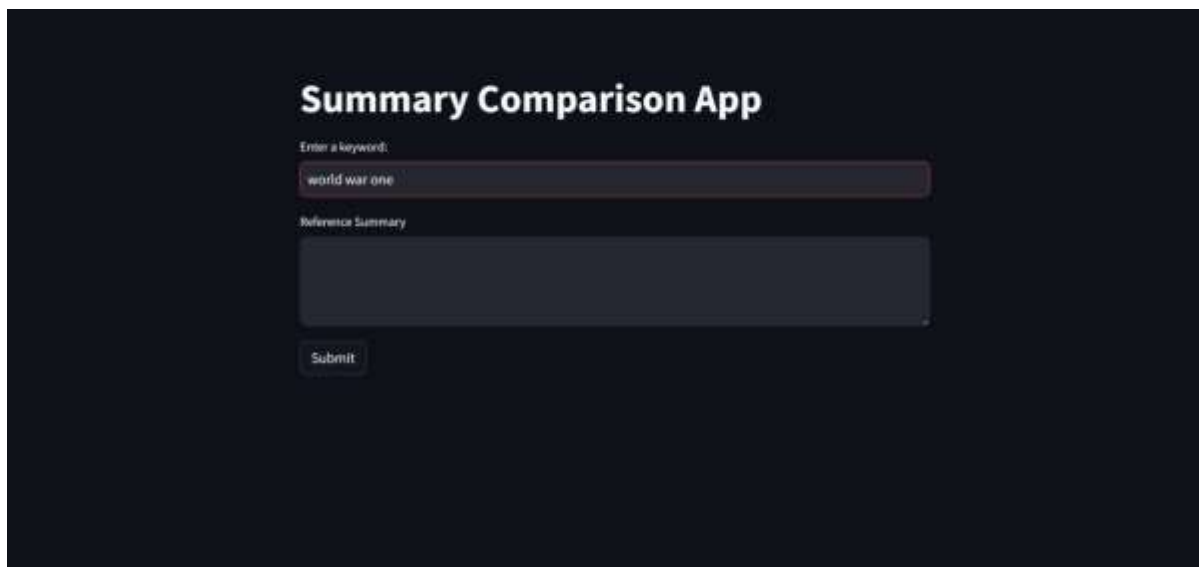 Summary Comparison App
Enter a keyword:
world war one
Reference Summary
Submit